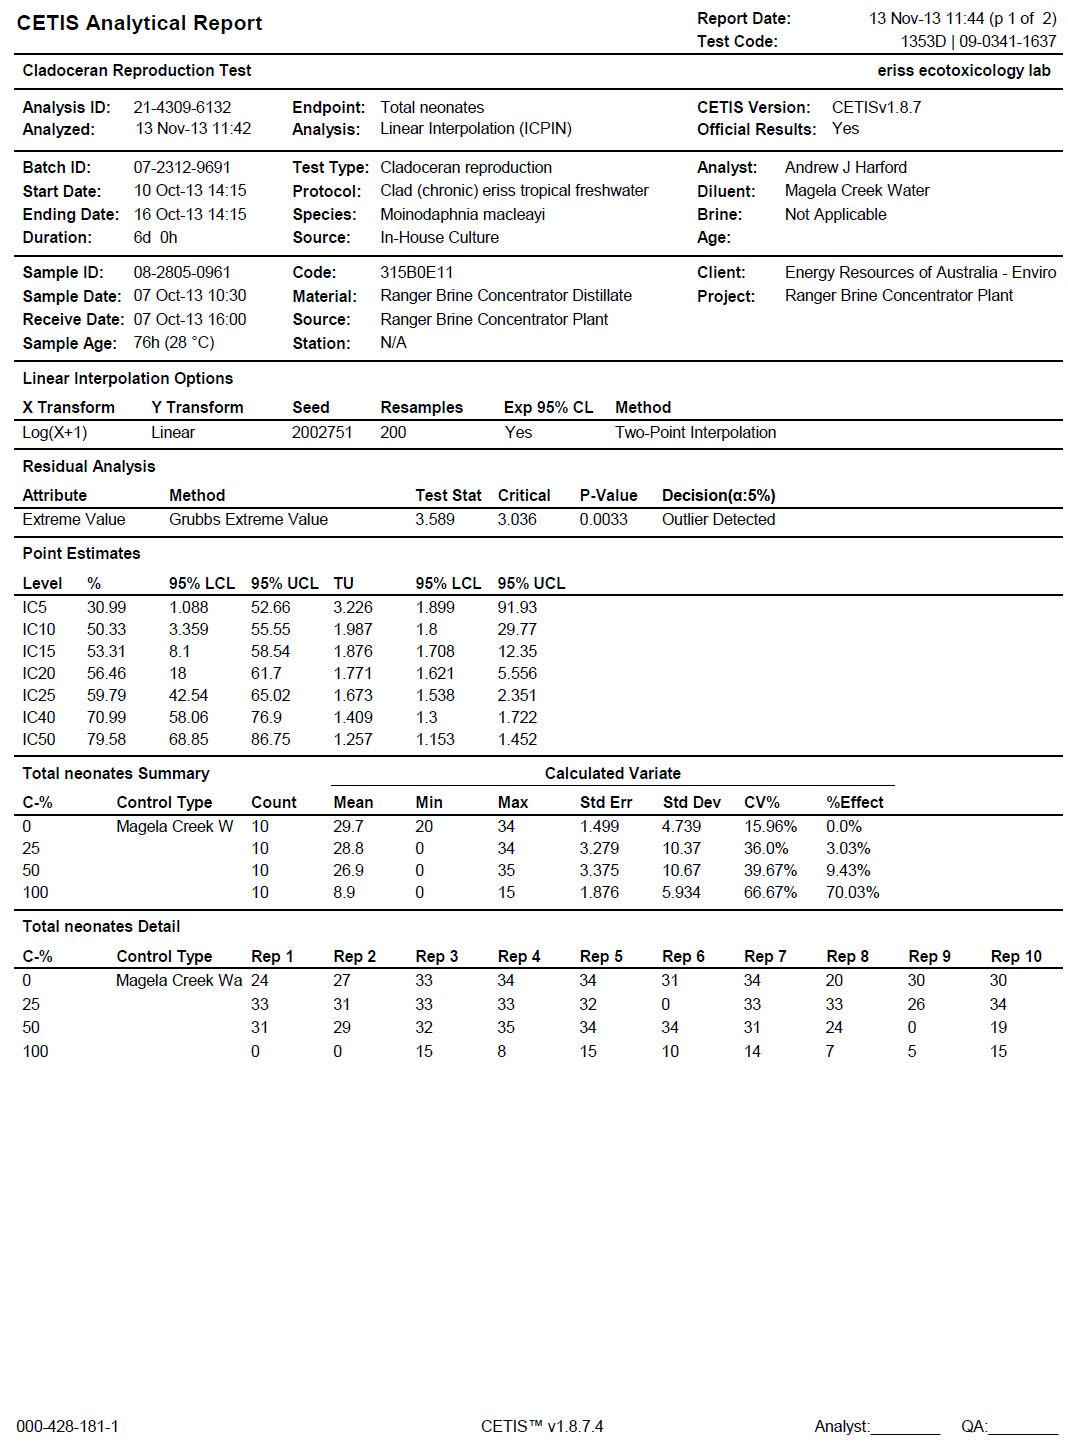 CETIS Analytical Report
Report Date: 13 Nov-13 11:44 (p 1 of 2)
Test Code: 1353D | 09-0341-1637
Cladoceran Reproduction Test eriss ecotoxicology lab
Analysis ID: 21-4309-6132 Endpoint: Total neonates CETIS Version: CETISv1.8.7
Analyzed: 13 Nov-13 11:42 Analysis: Linear Interpolation (ICPIN) Official Results: Yes
Batch ID: 07-2312-9691 Test Type: Cladoceran reproduction Analyst: Andrew J Harford
Start Date: 10 Oct-13 14:15 Protocol: Clad (chronic) eriss tropical freshwater Diluent: Magela Creek Water
Ending Date: 16 Oct-13 14:15 Species: Moinodaphnia macleayi Brine: Not Applicable
Duration: 6d 0h Source: In-House Culture Age:
Sample ID: 08-2805-0961 Code: 315B0E11 Client: Energy Resources of Australia - Enviro
Sample Date: 07 Oct-13 10:30 Material: Ranger Brine Concentrator Distillate Project: Ranger Brine Concentrator Plant
Receive Date: 07 Oct-13 16:00 Source: Ranger Brine Concentrator Plant
Sample Age: 76h (28 °C) Station: N/A
Linear Interpolation Options
X Transform Y Transform Seed Resamples Exp 95% CL Method
Log(X+1) Linear 2002751 200 Yes Two-Point Interpolation
Residual Analysis
Attribute Method Test Stat Critical P-Value Decision(α:5%)
Extreme Value Grubbs Extreme Value 3.589 3.036 0.0033 Outlier Detected
Point Estimates
Level % 95% LCL 95% UCL TU 95% LCL 95% UCL
IC5 30.99 1.088 52.66 3.226 1.899 91.93
IC10 50.33 3.359 55.55 1.987 1.8 29.77
IC15 53.31 8.1 58.54 1.876 1.708 12.35
IC20 56.46 18 61.7 1.771 1.621 5.556
IC25 59.79 42.54 65.02 1.673 1.538 2.351
IC40 70.99 58.06 76.9 1.409 1.3 1.722
IC50 79.58 68.85 86.75 1.257 1.153 1.452
Total neonates Summary Calculated Variate
C-% Control Type Count Mean Min Max Std Err Std Dev CV% %Effect
0 Magela Creek W 10 29.7 20 34 1.499 4.739 15.96% 0.0%
25 10 28.8 0 34 3.279 10.37 36.0% 3.03%
50 10 26.9 0 35 3.375 10.67 39.67% 9.43%
100 10 8.9 0 15 1.876 5.934 66.67% 70.03%
Total neonates Detail
C-% Control Type Rep 1 Rep 2 Rep 3 Rep 4 Rep 5 Rep 6 Rep 7 Rep 8 Rep 9 Rep 10
0 Magela Creek Wa 24 27 33 34 34 31 34 20 30 30
25 33 31 33 33 32 0 33 33 26 34
50 31 29 32 35 34 34 31 24 0 19
100 0 0 15 8 15 10 14 7 5 15
000-428-181-1 CETIS™ v1.8.7.4 Analyst:________ QA:________